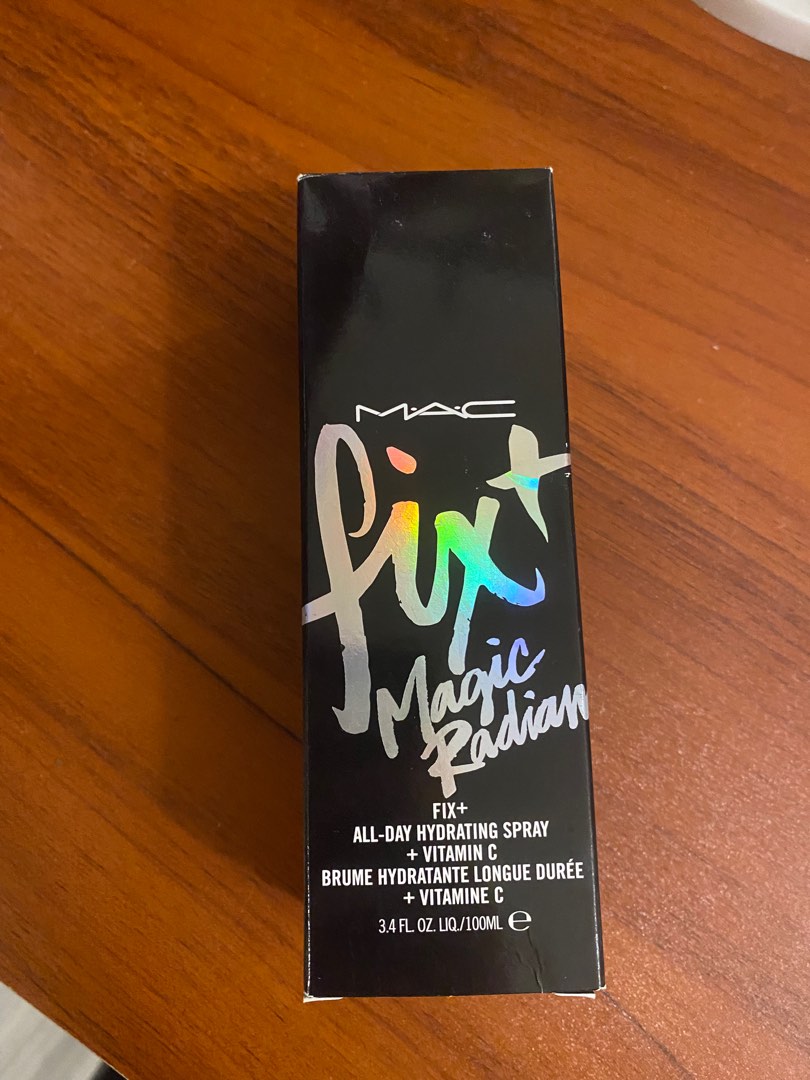 M·A·C
fix+
Magic
Radian
FIX+
ALL-DAY HYDRATING SPRAY
+ VITAMIN C
BRUME HYDRATANTE LONGUE DURÉE
+ VITAMINE C
3.4 FL. OZ. LIQ./100ML ℮